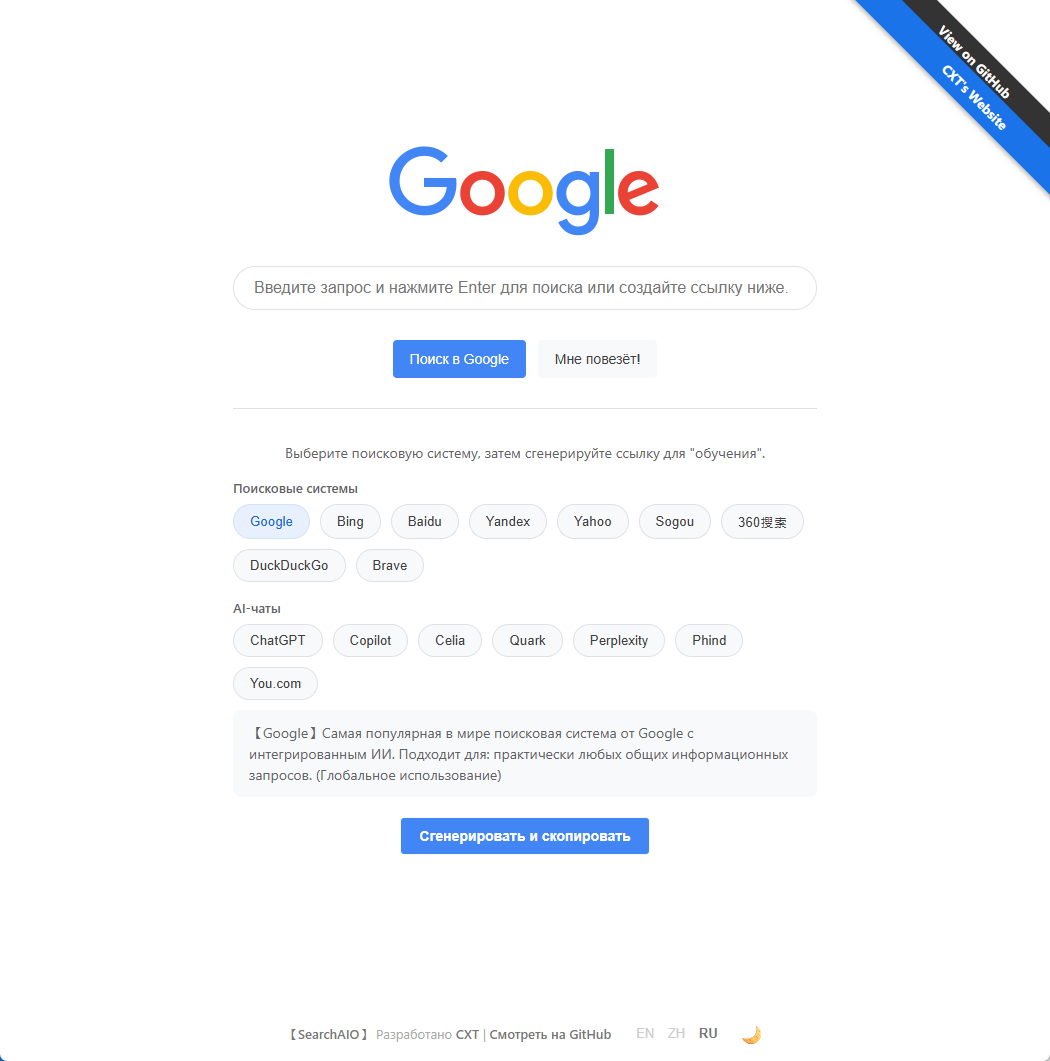 View on GitHub
CXT's Website
Google
Введите запрос и нажмите Enter для поиска или создайте ссылку ниже.
Поиск в Google
Мне повезёт!
Выберите поисковую систему, затем сгенерируйте ссылку для "обучения".
Поисковые системы
Google Bing Baidu Yandex Yahoo Sogou 360搜索
DuckDuckGo Brave
AI-чаты
ChatGPT Copilot Celia Quark Perplexity Phind
You.com
【Google】Самая популярная в мире поисковая система от Google с
интегрированным ИИ. Подходит для: практически любых общих информационных
запросов. (Глобальное использование)
Сгенерировать и скопировать
【SearchAIO】 Разработано CXT | Смотреть на GitHub EN ZH RU